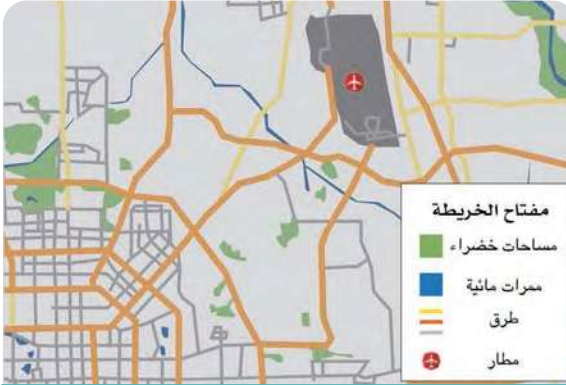 مفتاح الخريطة
مساحات خضراء
ممرات مائية
طرق
مطار